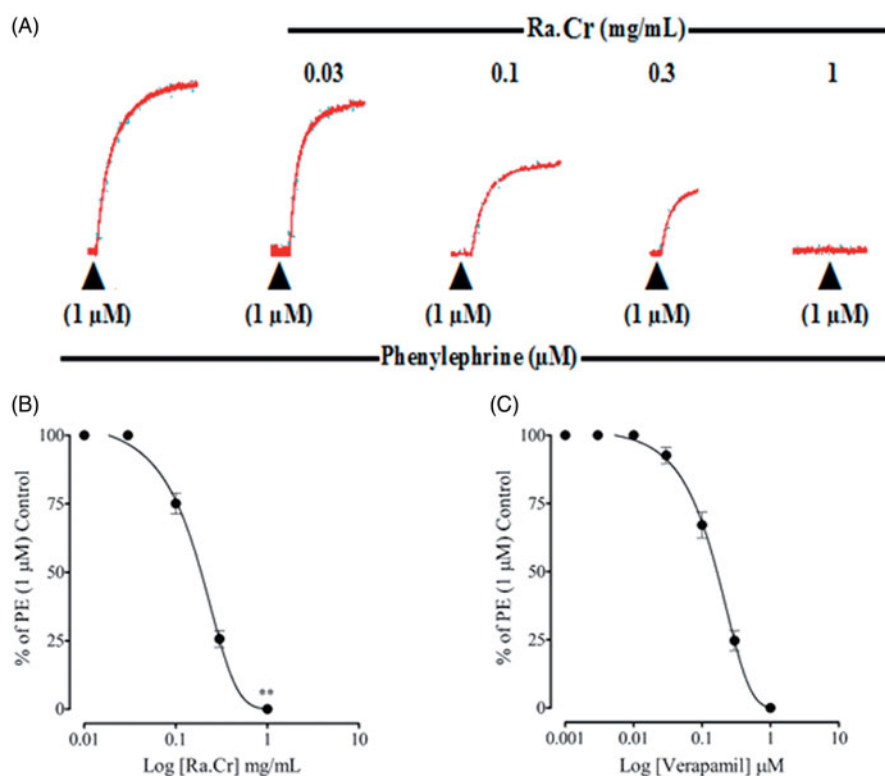 (A)
Ra.Cr (mg/mL)
0.03 0.1 0.3 1
(1 µM) (1 µM) (1 µM) (1 µM) (1 µM)
Phenylephrine (µM)
(B)
% of PE (1 µM) Control
100
75
50
25
0
**
0.01 0.1 1 10
Log [Ra.Cr] mg/mL
(C)
% of PE (1 µM) Control
100
75
50
25
0
0.001 0.01 0.1 1 10
Log [Verapamil] µM